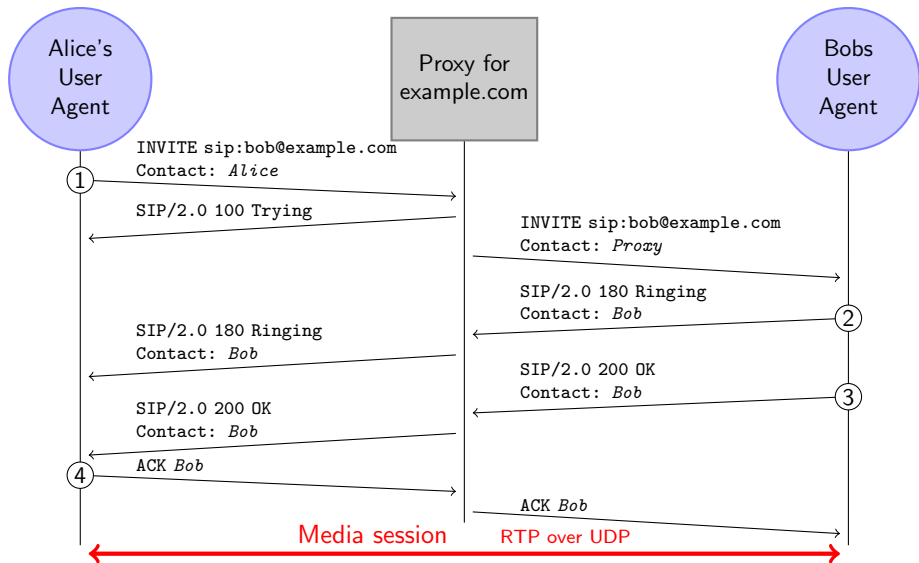 Alice's
User
Agent
Proxy for
example.com
Bobs
User
Agent
INVITE sip:bob@example.com
Contact: Alice
1
SIP/2.0 100 Trying
INVITE sip:bob@example.com
Contact: Proxy
SIP/2.0 180 Ringing
Contact: Bob
2
SIP/2.0 180 Ringing
Contact: Bob
SIP/2.0 200 OK
Contact: Bob
3
SIP/2.0 200 OK
Contact: Bob
4
ACK Bob
ACK Bob
Media session RTP over UDP